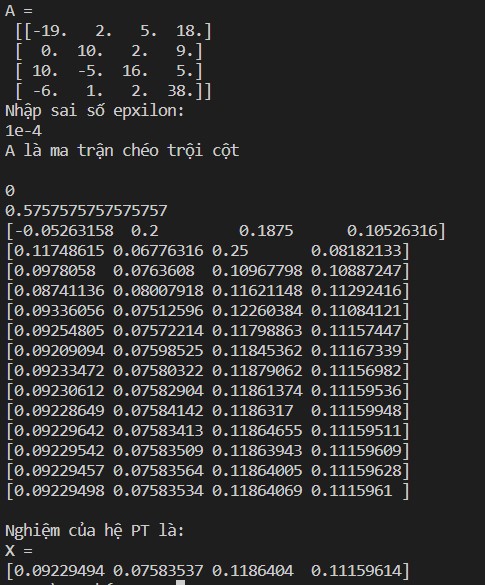 A =
[[-19. 2. 5. 18.]
[ 0. 10. 2. 9.]
[ 10. -5. 16. 5.]
[ -6. 1. 2. 38.]]
Nhập sai số epxilon:
1e-4
A là ma trận chéo trội cột
0
0.5757575757575757
[-0.05263158 0.2 0.1875 0.10526316]
[0.11748615 0.06776316 0.25 0.08182133]
[0.0978058 0.0763608 0.10967798 0.10887247]
[0.08741136 0.08007918 0.11621148 0.11292416]
[0.09336056 0.07512596 0.12260384 0.11084121]
[0.09254805 0.07572214 0.11798863 0.11157447]
[0.09209094 0.07598525 0.11845362 0.11167339]
[0.09233472 0.07580322 0.11879062 0.11156982]
[0.09230612 0.07582904 0.11861374 0.11159536]
[0.09228649 0.07584142 0.1186317 0.11159948]
[0.09229642 0.07583413 0.11864655 0.11159511]
[0.09229542 0.07583509 0.11863943 0.11159609]
[0.09229457 0.07583564 0.11864005 0.11159628]
[0.09229498 0.07583534 0.11864069 0.1115961 ]
Nghiệm của hệ PT là:
X =
[0.09229494 0.07583537 0.1186404 0.11159614]